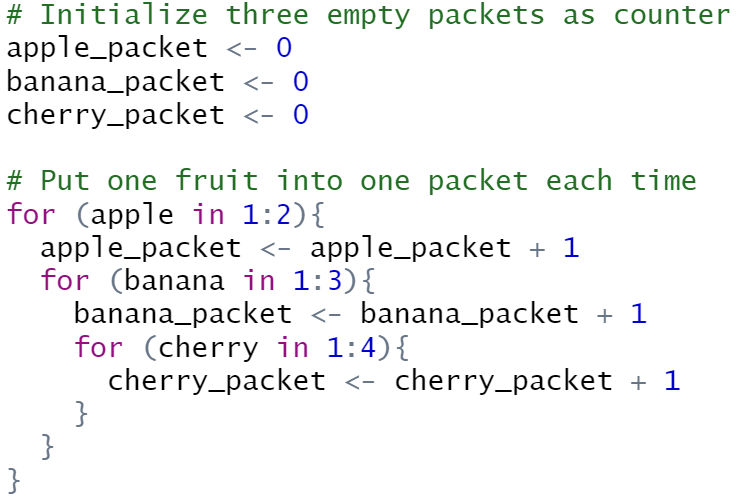 # Initialize three empty packets as counter
apple_packet <- 0
banana_packet <- 0
cherry_packet <- 0

# Put one fruit into one packet each time
for (apple in 1:2){
  apple_packet <- apple_packet + 1
  for (banana in 1:3){
    banana_packet <- banana_packet + 1
    for (cherry in 1:4){
      cherry_packet <- cherry_packet + 1
    }
  }
}